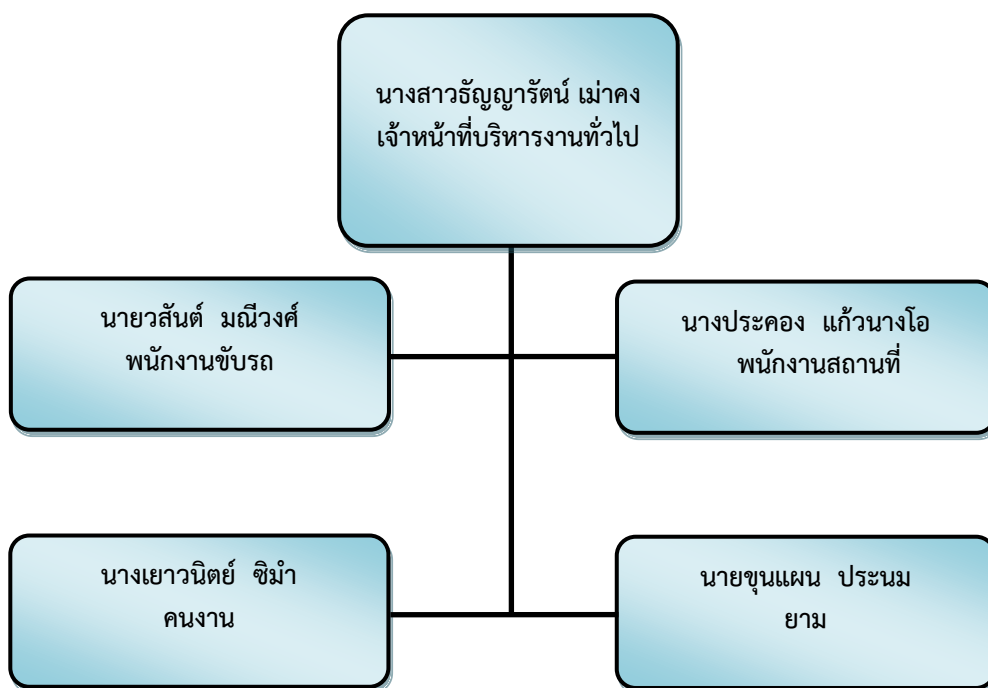 นางสาวธัญญารัตน์ เม่าคง
เจ้าหน้าที่บริหารงานทั่วไป
นายวสันต์ มณีวงศ์
พนักงานขับรถ
นางประคอง แก้วนางโอ
พนักงานสถานที่
นางเยาวนิตย์ ซิมำ
คนงาน
นายขุนแผน ประนม
ยาม